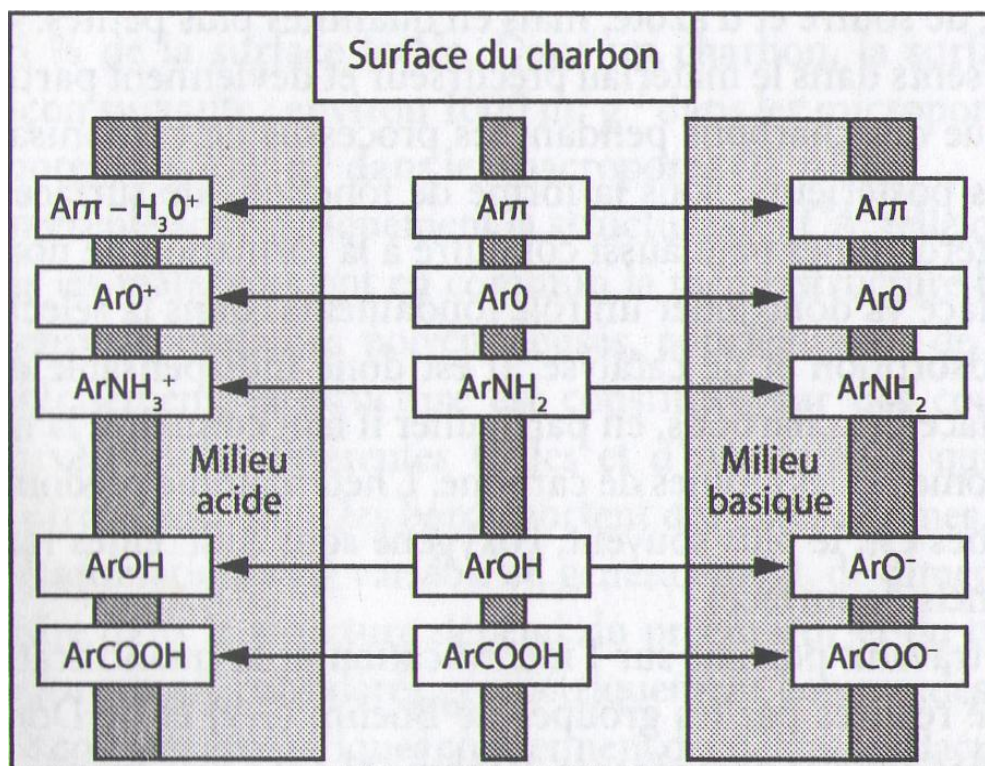 Surface du charbon
Arπ – H₃0⁺
Arπ
Arπ
Ar0⁺
Ar0
Ar0
ArNH₃⁺
ArNH₂
ArNH₂
Milieu
acide
Milieu
basique
ArOH
ArOH
ArO⁻
ArCOOH
ArCOOH
ArCOO⁻